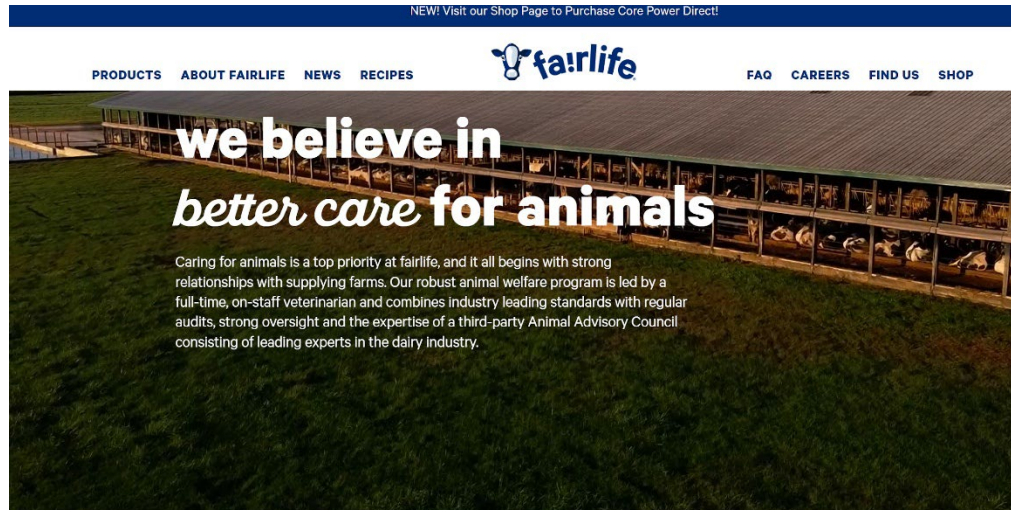 NEW! Visit our Shop Page to Purchase Core Power Direct!
PRODUCTS ABOUT FAIRLIFE NEWS RECIPES fa!rlife FAQ CAREERS FIND US SHOP
we believe in
better care for animals
Caring for animals is a top priority at fairlife, and it all begins with strong
relationships with supplying farms. Our robust animal welfare program is led by a
full-time, on-staff veterinarian and combines industry leading standards with regular
audits, strong oversight and the expertise of a third-party Animal Advisory Council
consisting of leading experts in the dairy industry.